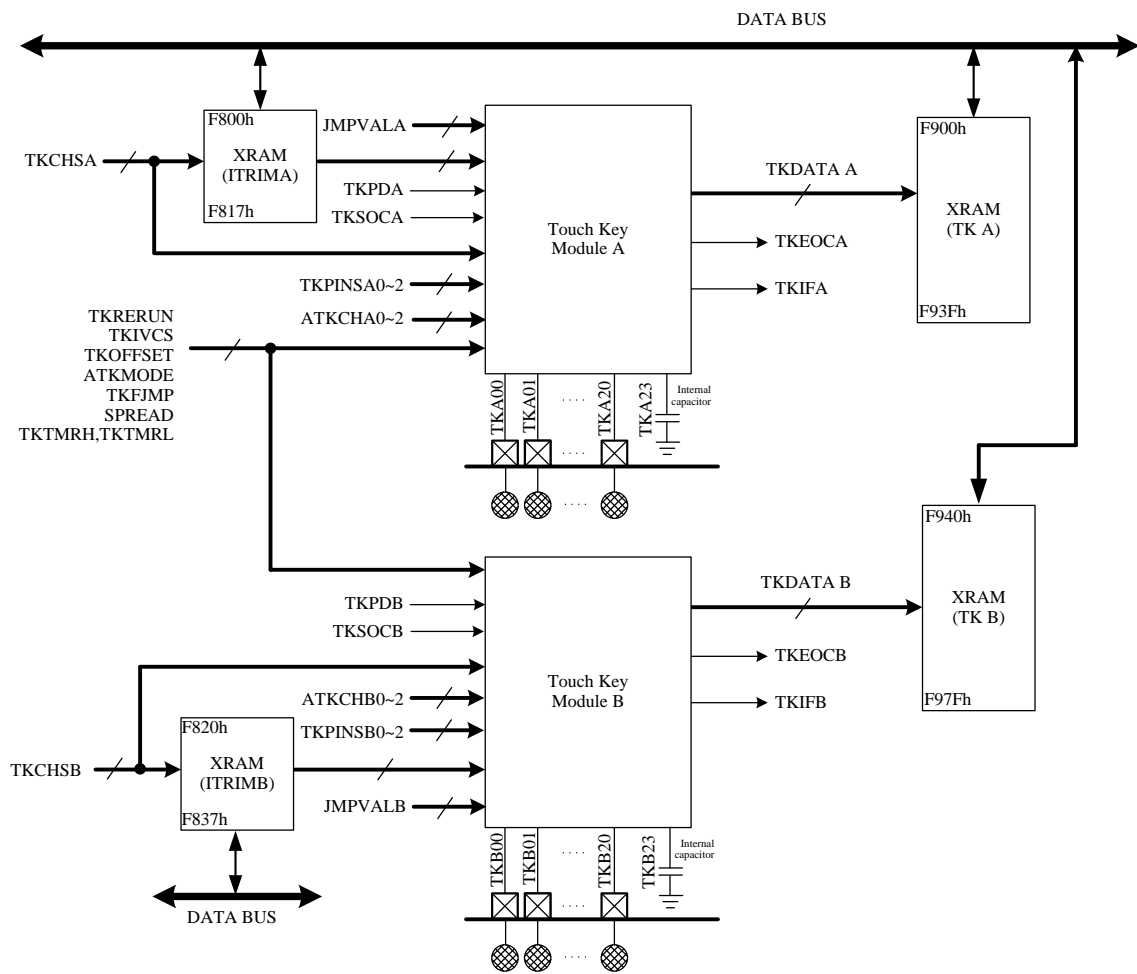 DATA BUS
F800h
XRAM
(ITRIMA)
F817h
TKCHSA
JMPVALA
TKPDA
TKSOCA
TKPINSA0~2
ATKCHA0~2
TKRERUN
TKIVCS
TKOFFSET
ATKMODE
TKFJMP
SPREAD
TKTMRH,TKTMRL
Touch Key
Module A
TKDATA A
TKEOCA
TKIFA
F900h
XRAM
(TK A)
F93Fh
TKA00
TKA01
....
TKA20
TKA23
Internal
capacitor
....
....
TKPDB
TKSOCB
ATKCHB0~2
TKPINSB0~2
JMPVALB
TKCHSB
F820h
XRAM
(ITRIMB)
F837h
DATA BUS
Touch Key
Module B
TKDATA B
TKEOCB
TKIFB
F940h
XRAM
(TK B)
F97Fh
TKB00
TKB01
....
TKB20
TKB23
Internal
capacitor
....
....